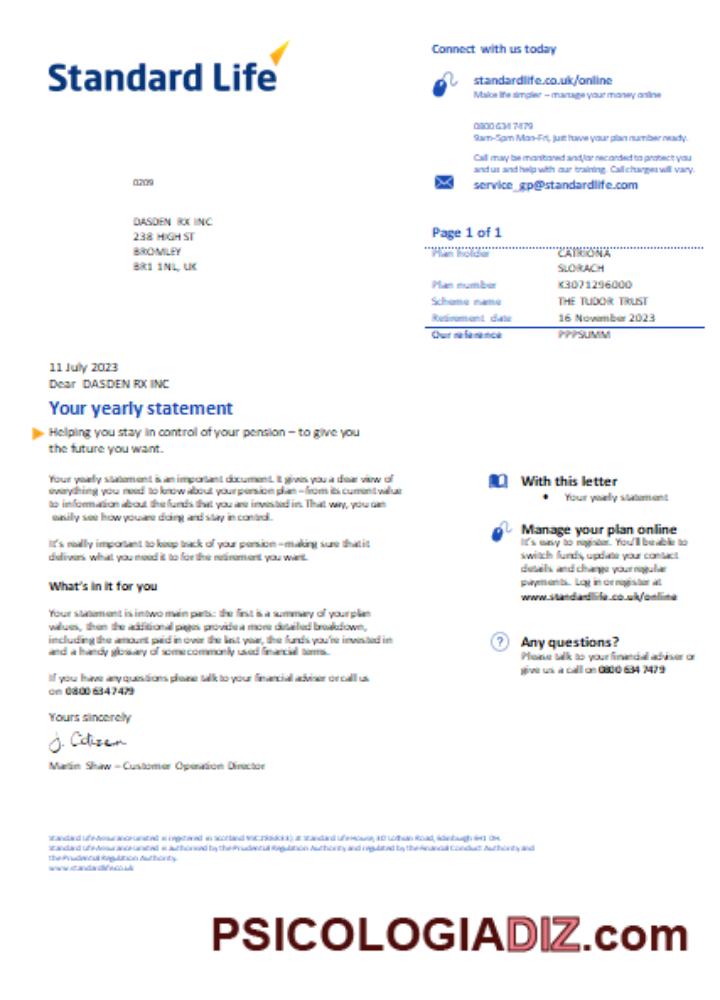 Standard Life
Connect with us today
standardlife.co.uk/online
Make life simpler – manage your money online
0800 634 7479
9am-5pm Mon-Fri, just have your plan number ready.
Call may be monitored and/or recorded to protect you
and us and help with our training. Call charges will vary.
service_gp@standardlife.com
0209
DASDEN RX INC
238 HIGH ST
BROMLEY
BR1 1NL, UK
Page 1 of 1
Plan holder CATRIONA
SLORACH
Plan number K3071296000
Scheme name THE TUDOR TRUST
Retirement date 16 November 2023
Our reference PPPSUMM
11 July 2023
Dear DASDEN RX INC
Your yearly statement
Helping you stay in control of your pension – to give you
the future you want.
Your yearly statement is an important document. It gives you a clear view of
everything you need to know about your pension plan – from its current value
to information about the funds that you are invested in. That way, you can
easily see how you are doing and stay in control.
It's really important to keep track of your pension – making sure that it
delivers what you need it to for the retirement you want.
What's in it for you
Your statement is in two main parts: the first is a summary of your plan
values, then the additional pages provide a more detailed breakdown,
including the amount paid in over the last year, the funds you're invested in
and a handy glossary of some commonly used financial terms.
If you have any questions please talk to your financial adviser or call us
on 0800 634 7479
Yours sincerely
J. Citizen
Martin Shaw – Customer Operation Director
With this letter
• Your yearly statement
Manage your plan online
It's easy to register. You'll be able to
switch funds, update your contact
details and change your regular
payments. Log in or register at
www.standardlife.co.uk/online
? Any questions?
Please talk to your financial adviser or
give us a call on 0800 634 7479
Standard Life Assurance Limited is registered in Scotland at Standard Life House, 30 Lothian Road, Edinburgh EH1 DH.
Standard Life Assurance Limited is authorised by the Prudential Regulation Authority and regulated by the Financial Conduct Authority and
the Prudential Regulation Authority.
www.standardlife.co.uk
PSICOLOGIADIZ.com